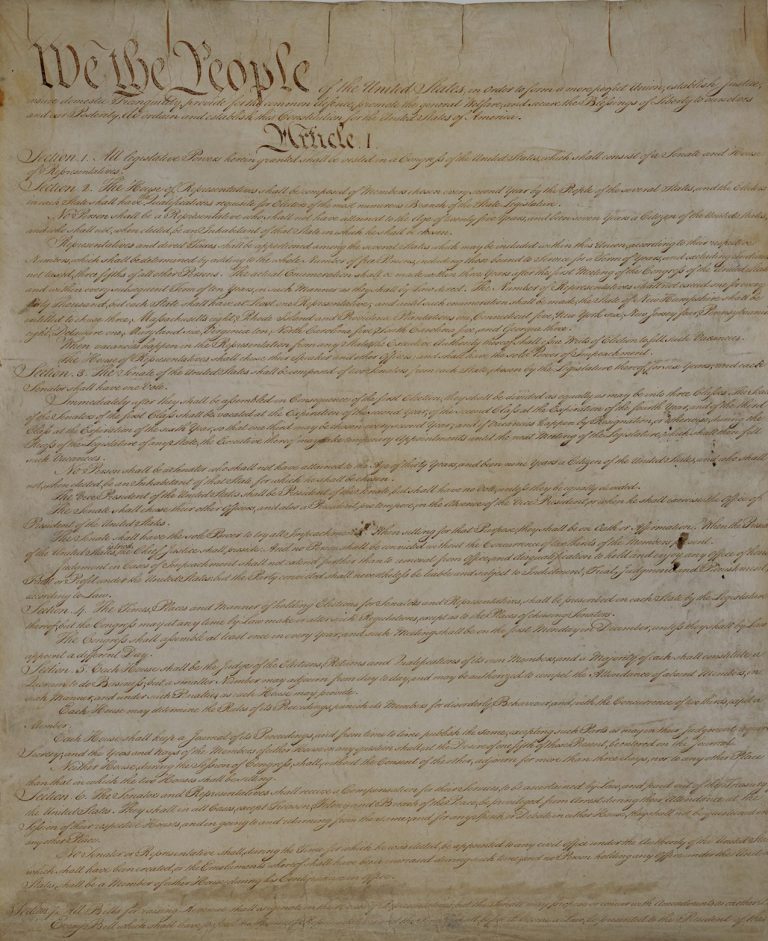 We the People of the United States, in Order to form a more perfect Union, establish Justice,
insure domestic Tranquility, provide for the common defence, promote the general Welfare, and secure the Blessings of Liberty to ourselves
and our Posterity, do ordain and establish this Constitution for the United States of America.
Article. I.
Section. 1. All legislative Powers herein granted shall be vested in a Congress of the United States, which shall consist of a Senate and House
of Representatives.
Section. 2. The House of Representatives shall be composed of Members chosen every second Year by the People of the several States, and the Electors
in each State shall have Qualifications requisite for Electors of the most numerous Branch of the State Legislature.
No Person shall be a Representative who shall not have attained to the Age of twenty five Years, and been seven Years a Citizen of the United States,
and who shall not, when elected, be an Inhabitant of that State in which he shall be chosen.
Representatives and direct Taxes shall be apportioned among the several States which may be included within this Union, according to their respective
Numbers, which shall be determined by adding to the whole Number of free Persons, including those bound to Service for a Term of Years, and excluding Indians
not taxed, three fifths of all other Persons. The actual Enumeration shall be made within three Years after the first Meeting of the Congress of the United States,
and within every subsequent Term of ten Years, in such Manner as they shall by Law direct. The Number of Representatives shall not exceed one for every
thirty Thousand, but each State shall have at Least one Representative; and until such enumeration shall be made, the State of New Hampshire shall be
entitled to chuse three, Massachusetts eight, Rhode Island and Providence Plantations one, Connecticut five, New York six, New Jersey four, Pennsylvania
eight, Delaware one, Maryland six, Virginia ten, North Carolina five, South Carolina five, and Georgia three.
When vacancies happen in the Representation from any State, the Executive Authority thereof shall issue Writs of Election to fill such Vacancies.
The House of Representatives shall chuse their Speaker and other Officers; and shall have the sole Power of Impeachment.
Section. 3. The Senate of the United States shall be composed of two Senators from each State, chosen by the Legislature thereof, for six Years; and each
Senator shall have one Vote.
Immediately after they shall be assembled in Consequence of the first Election, they shall be divided as equally as may be into three Classes. The Seats
of the Senators of the first Class shall be vacated at the Expiration of the second Year, of the second Class at the Expiration of the fourth Year, and of the third
Class at the Expiration of the sixth Year, so that one third may be chosen every second Year; and if Vacancies happen by Resignation, or otherwise, during the
Recess of the Legislature of any State, the Executive thereof may make temporary Appointments until the next Meeting of the Legislature, which shall then fill
such Vacancies.
No Person shall be a Senator who shall not have attained to the Age of thirty Years, and been nine Years a Citizen of the United States, and who shall
not, when elected, be an Inhabitant of that State for which he shall be chosen.
The Vice President of the United States shall be President of the Senate, but shall have no Vote, unless they be equally divided.
The Senate shall chuse their other Officers, and also a President pro tempore, in the Absence of the Vice President, or when he shall exercise the Office of
President of the United States.
The Senate shall have the sole Power to try all Impeachments. When sitting for that Purpose, they shall be on Oath or Affirmation. When the President
of the United States is tried, the Chief Justice shall preside: And no Person shall be convicted without the Concurrence of two thirds of the Members present.
Judgment in Cases of Impeachment shall not extend further than to removal from Office, and disqualification to hold and enjoy any Office of honor,
Trust or Profit under the United States: but the Party convicted shall nevertheless be liable and subject to Indictment, Trial, Judgment and Punishment,
according to Law.
Section. 4. The Times, Places and Manner of holding Elections for Senators and Representatives, shall be prescribed in each State by the Legislature
thereof; but the Congress may at any time by Law make or alter such Regulations, except as to the Places of chusing Senators.
The Congress shall assemble at least once in every Year, and such Meeting shall be on the first Monday in December, unless they shall by Law
appoint a different Day.
Section. 5. Each House shall be the Judge of the Elections, Returns and Qualifications of its own Members, and a Majority of each shall constitute a
Quorum to do Business; but a smaller Number may adjourn from day to day, and may be authorized to compel the Attendance of absent Members, in
such Manner, and under such Penalties as each House may provide.
Each House may determine the Rules of its Proceedings, punish its Members for disorderly Behaviour, and, with the Concurrence of two thirds, expel a
Member.
Each House shall keep a Journal of its Proceedings, and from time to time publish the same, excepting such Parts as may in their Judgment require
Secrecy; and the Yeas and Nays of the Members of either House on any question shall, at the Desire of one fifth of those Present, be entered on the Journal.
Neither House, during the Session of Congress, shall, without the Consent of the other, adjourn for more than three days, nor to any other Place
than that in which the two Houses shall be sitting.
Section. 6. The Senators and Representatives shall receive a Compensation for their Services, to be ascertained by Law, and paid out of the Treasury of
the United States. They shall in all Cases, except Treason, Felony and Breach of the Peace, be privileged from Arrest during their Attendance at the
Session of their respective Houses, and in going to and returning from the same; and for any Speech or Debate in either House, they shall not be questioned in
any other Place.
No Senator or Representative shall, during the Time for which he was elected, be appointed to any civil Office under the Authority of the United States,
which shall have been created, or the Emoluments whereof shall have been encreased during such time; and no Person holding any Office under the United
States, shall be a Member of either House during his Continuance in Office.
Section. 7. All Bills for raising Revenue shall originate in the House of Representatives; but the Senate may propose or concur with Amendments as on other Bills.
Every Bill which shall have passed the House of Representatives and the Senate, shall, before it become a Law, be presented to the President of the